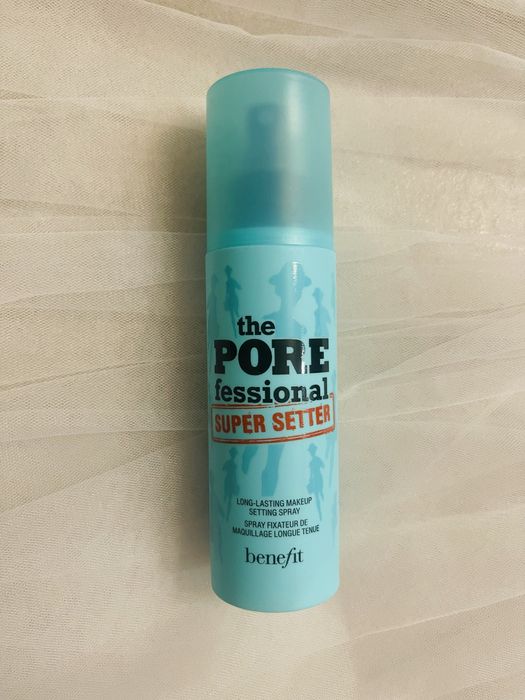 the
PORE
fessional
SUPER SETTER
LONG-LASTING MAKEUP
SETTING SPRAY
SPRAY FIXATEUR DE
MAQUILLAGE LONGUE TENUE
benefit